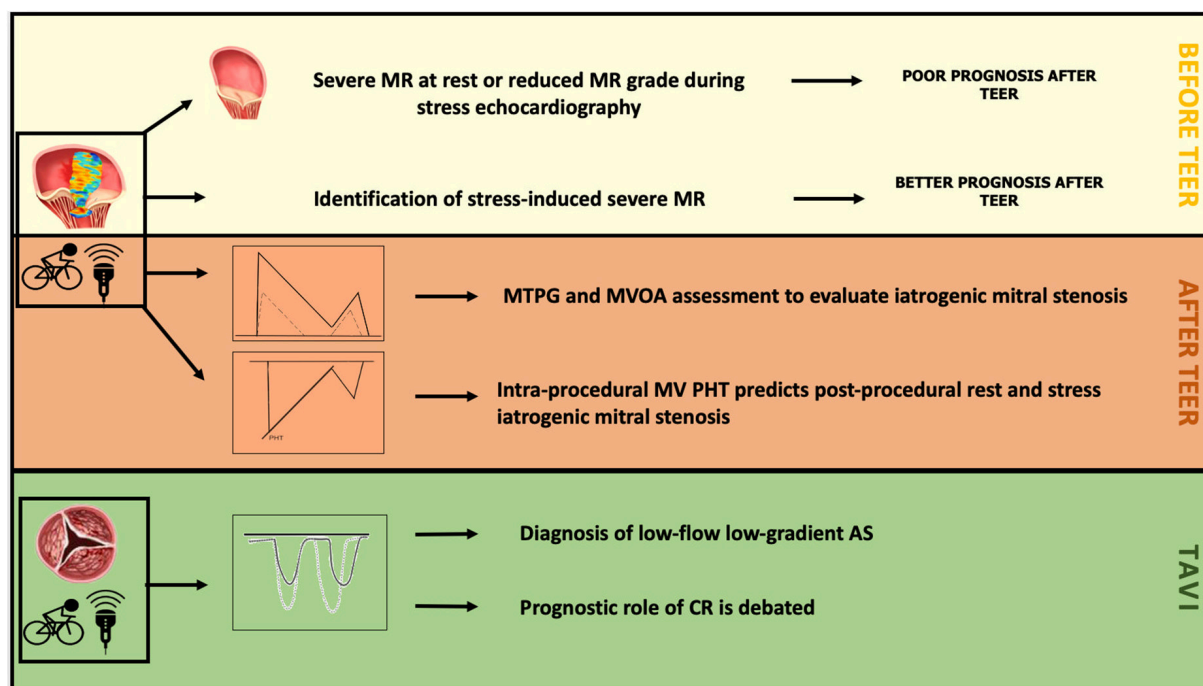 Severe MR at rest or reduced MR grade during
stress echocardiography
POOR PROGNOSIS AFTER
TEER
Identification of stress-induced severe MR
BETTER PROGNOSIS AFTER
TEER
BEFORE TEER
MTPG and MVOA assessment to evaluate iatrogenic mitral stenosis
PHT
Intra-procedural MV PHT predicts post-procedural rest and stress
iatrogenic mitral stenosis
AFTER TEER
Diagnosis of low-flow low-gradient AS
Prognostic role of CR is debated
TAVI